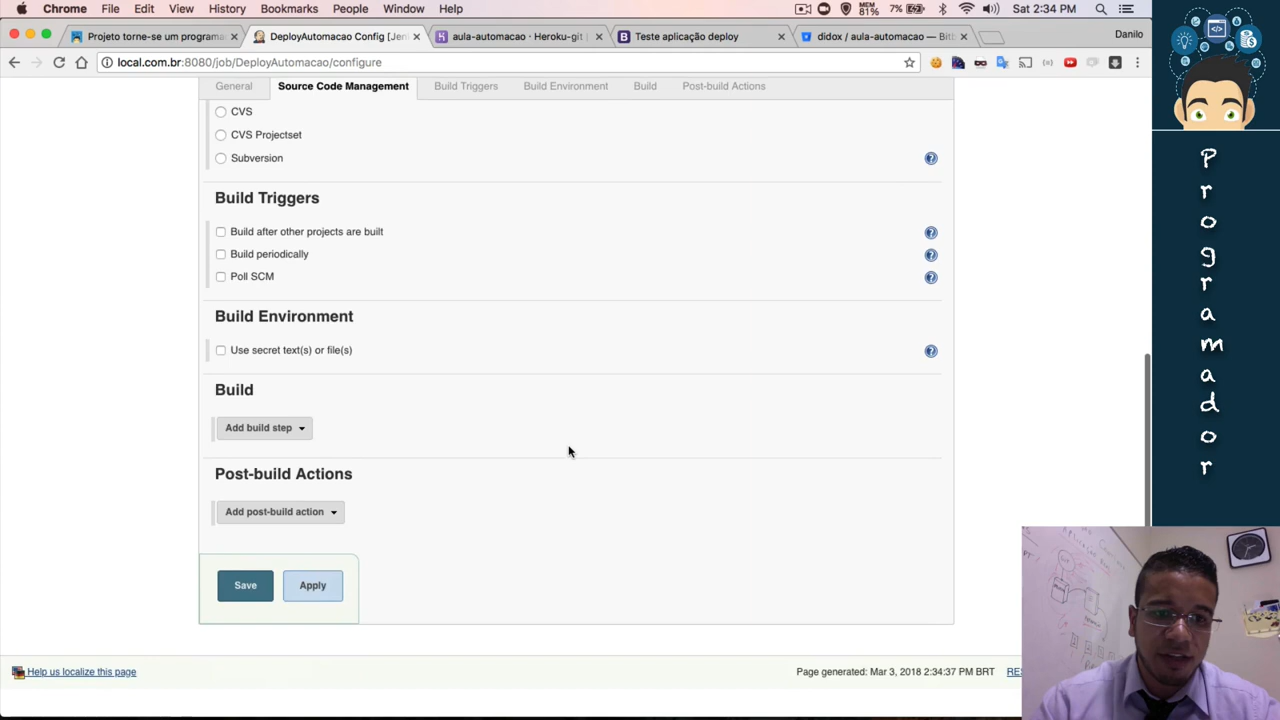 Chrome File Edit View History Bookmarks People Window Help MEM 81% 7% Sat 2:34 PM
Projeto torne-se um programa DeployAutomacao Config [Jen aula-automacao · Heroku-git Teste aplicação deploy didox / aula-automacao — Bitb Danilo
local.com.br:8080/job/DeployAutomacao/configure
General Source Code Management Build Triggers Build Environment Build Post-build Actions
CVS
CVS Projectset
Subversion
Build Triggers
Build after other projects are built
Build periodically
Poll SCM
Build Environment
Use secret text(s) or file(s)
Build
Add build step
Post-build Actions
Add post-build action
Save Apply
Help us localize this page Page generated: Mar 3, 2018 2:34:37 PM BRT
Programador